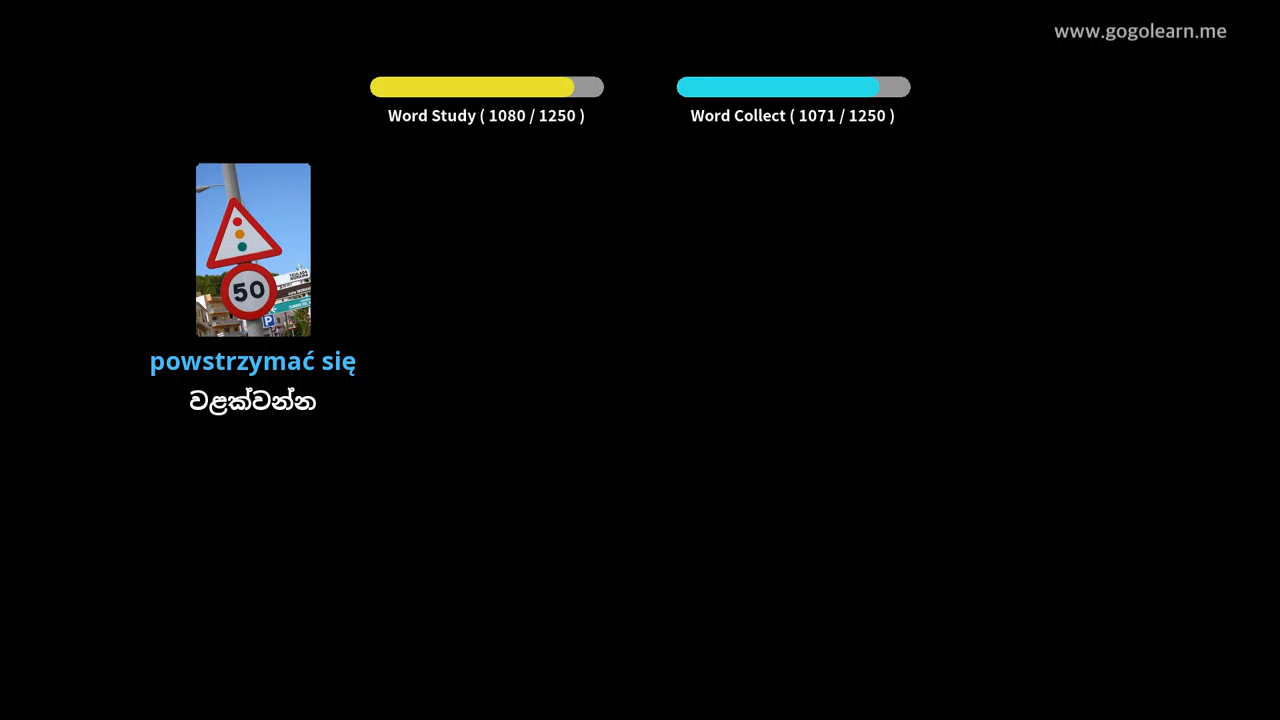 www.gogolearn.me
Word Study ( 1080 / 1250 )
Word Collect ( 1071 / 1250 )
50
P
powstrzymać się
වළක්වන්න